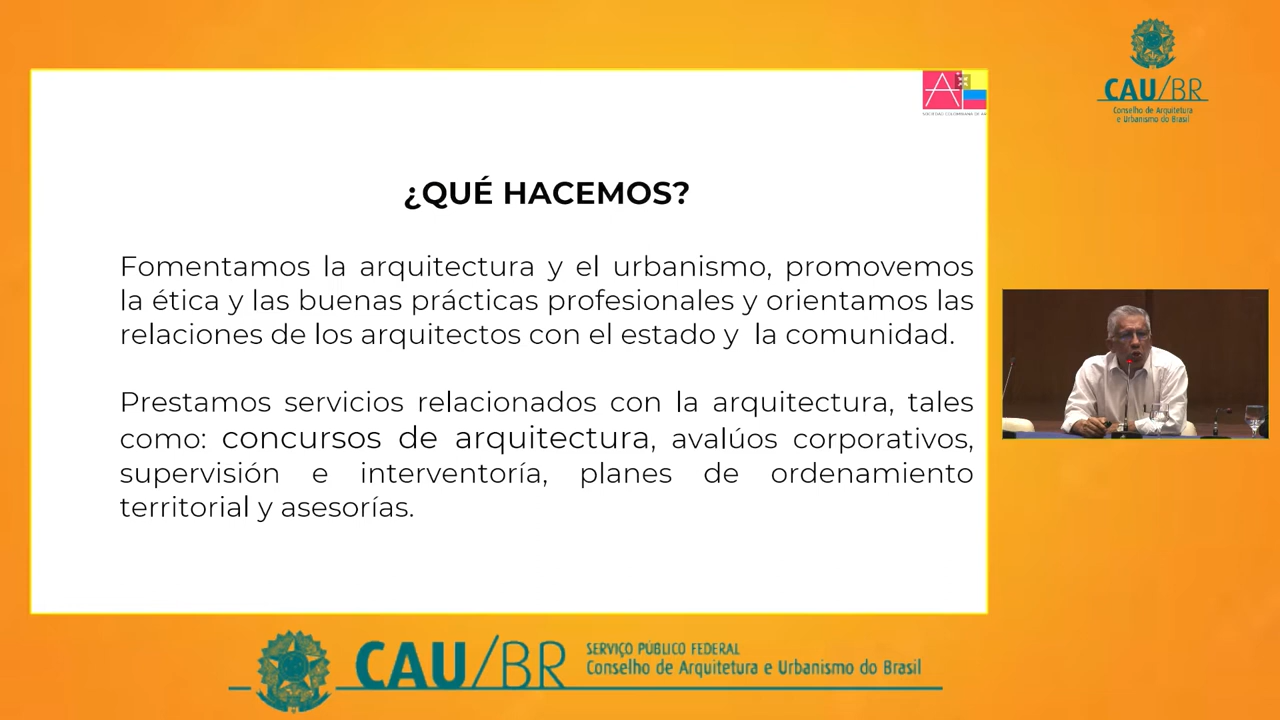 CAU/BR
Conselho de Arquitetura
e Urbanismo do Brasil
SOCIEDAD COLOMBIANA DE
¿QUÉ HACEMOS?
Fomentamos la arquitectura y el urbanismo, promovemos
la ética y las buenas prácticas profesionales y orientamos las
relaciones de los arquitectos con el estado y la comunidad.
Prestamos servicios relacionados con la arquitectura, tales
como: concursos de arquitectura, avalúos corporativos,
supervisión e interventoría, planes de ordenamiento
territorial y asesorías.
CAU/BR
SERVIÇO PÚBLICO FEDERAL
Conselho de Arquitetura e Urbanismo do Brasil